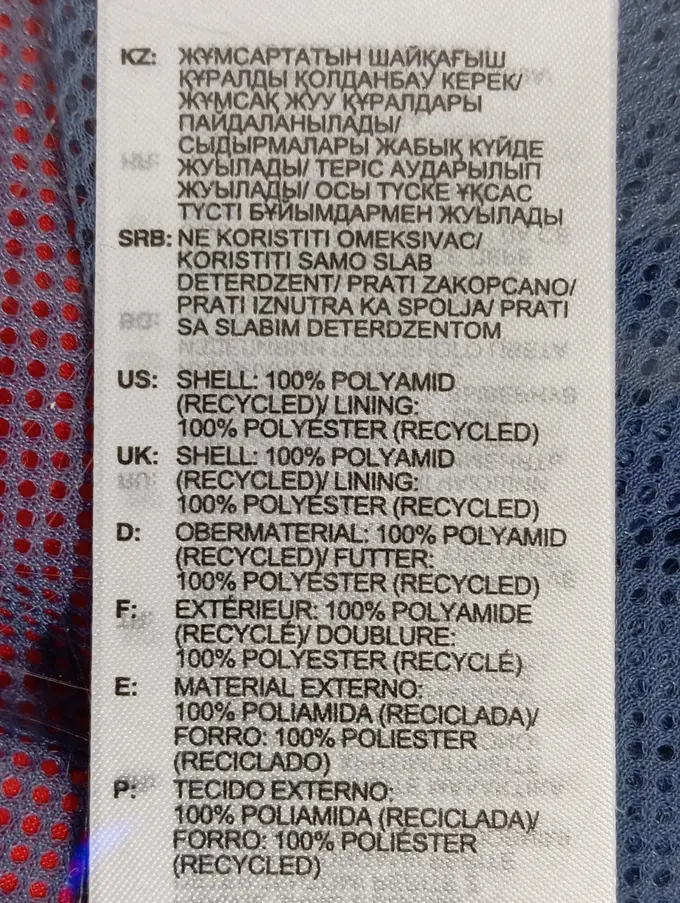 KZ: ЖҰМСАРТАТЫН ШАЙҚАҒЫШ
ҚҰРАЛДЫ ҚОЛДАНБАУ КЕРЕК/
ЖҰМСАҚ ЖУУ ҚҰРАЛДАРЫ
ПАЙДАЛАНЫЛАДЫ/
СЫДЫРМАЛАРЫ ЖАБЫҚ КҮЙДЕ
ЖУЫЛАДЫ/ ТЕРІС АУДАРЫЛЫП
ЖУЫЛАДЫ/ ОСЫ ТҮСКЕ ҰҚСАС
ТҮСТІ БҰЙЫМДАРМЕН ЖУЫЛАДЫ
SRB: NE KORISTITI OMEKSIVAC/
KORISTITI SAMO SLAB
DETERDZENT/ PRATI ZAKOPCANO/
PRATI IZNUTRA KA SPOLJA/ PRATI
SA SLABIM DETERDZENTOM
US: SHELL: 100% POLYAMID
(RECYCLED)/ LINING:
100% POLYESTER (RECYCLED)
UK: SHELL: 100% POLYAMID
(RECYCLED)/ LINING:
100% POLYESTER (RECYCLED)
D: OBERMATERIAL: 100% POLYAMID
(RECYCLED)/ FUTTER:
100% POLYESTER (RECYCLED)
F: EXTÉRIEUR: 100% POLYAMIDE
(RECYCLÉ)/ DOUBLURE:
100% POLYESTER (RECYCLÉ)
E: MATERIAL EXTERNO:
100% POLIAMIDA (RECICLADA)/
FORRO: 100% POLIESTER
(RECICLADO)
P: TECIDO EXTERNO:
100% POLIAMIDA (RECICLADA)/
FORRO: 100% POLIÉSTER
(RECYCLED)